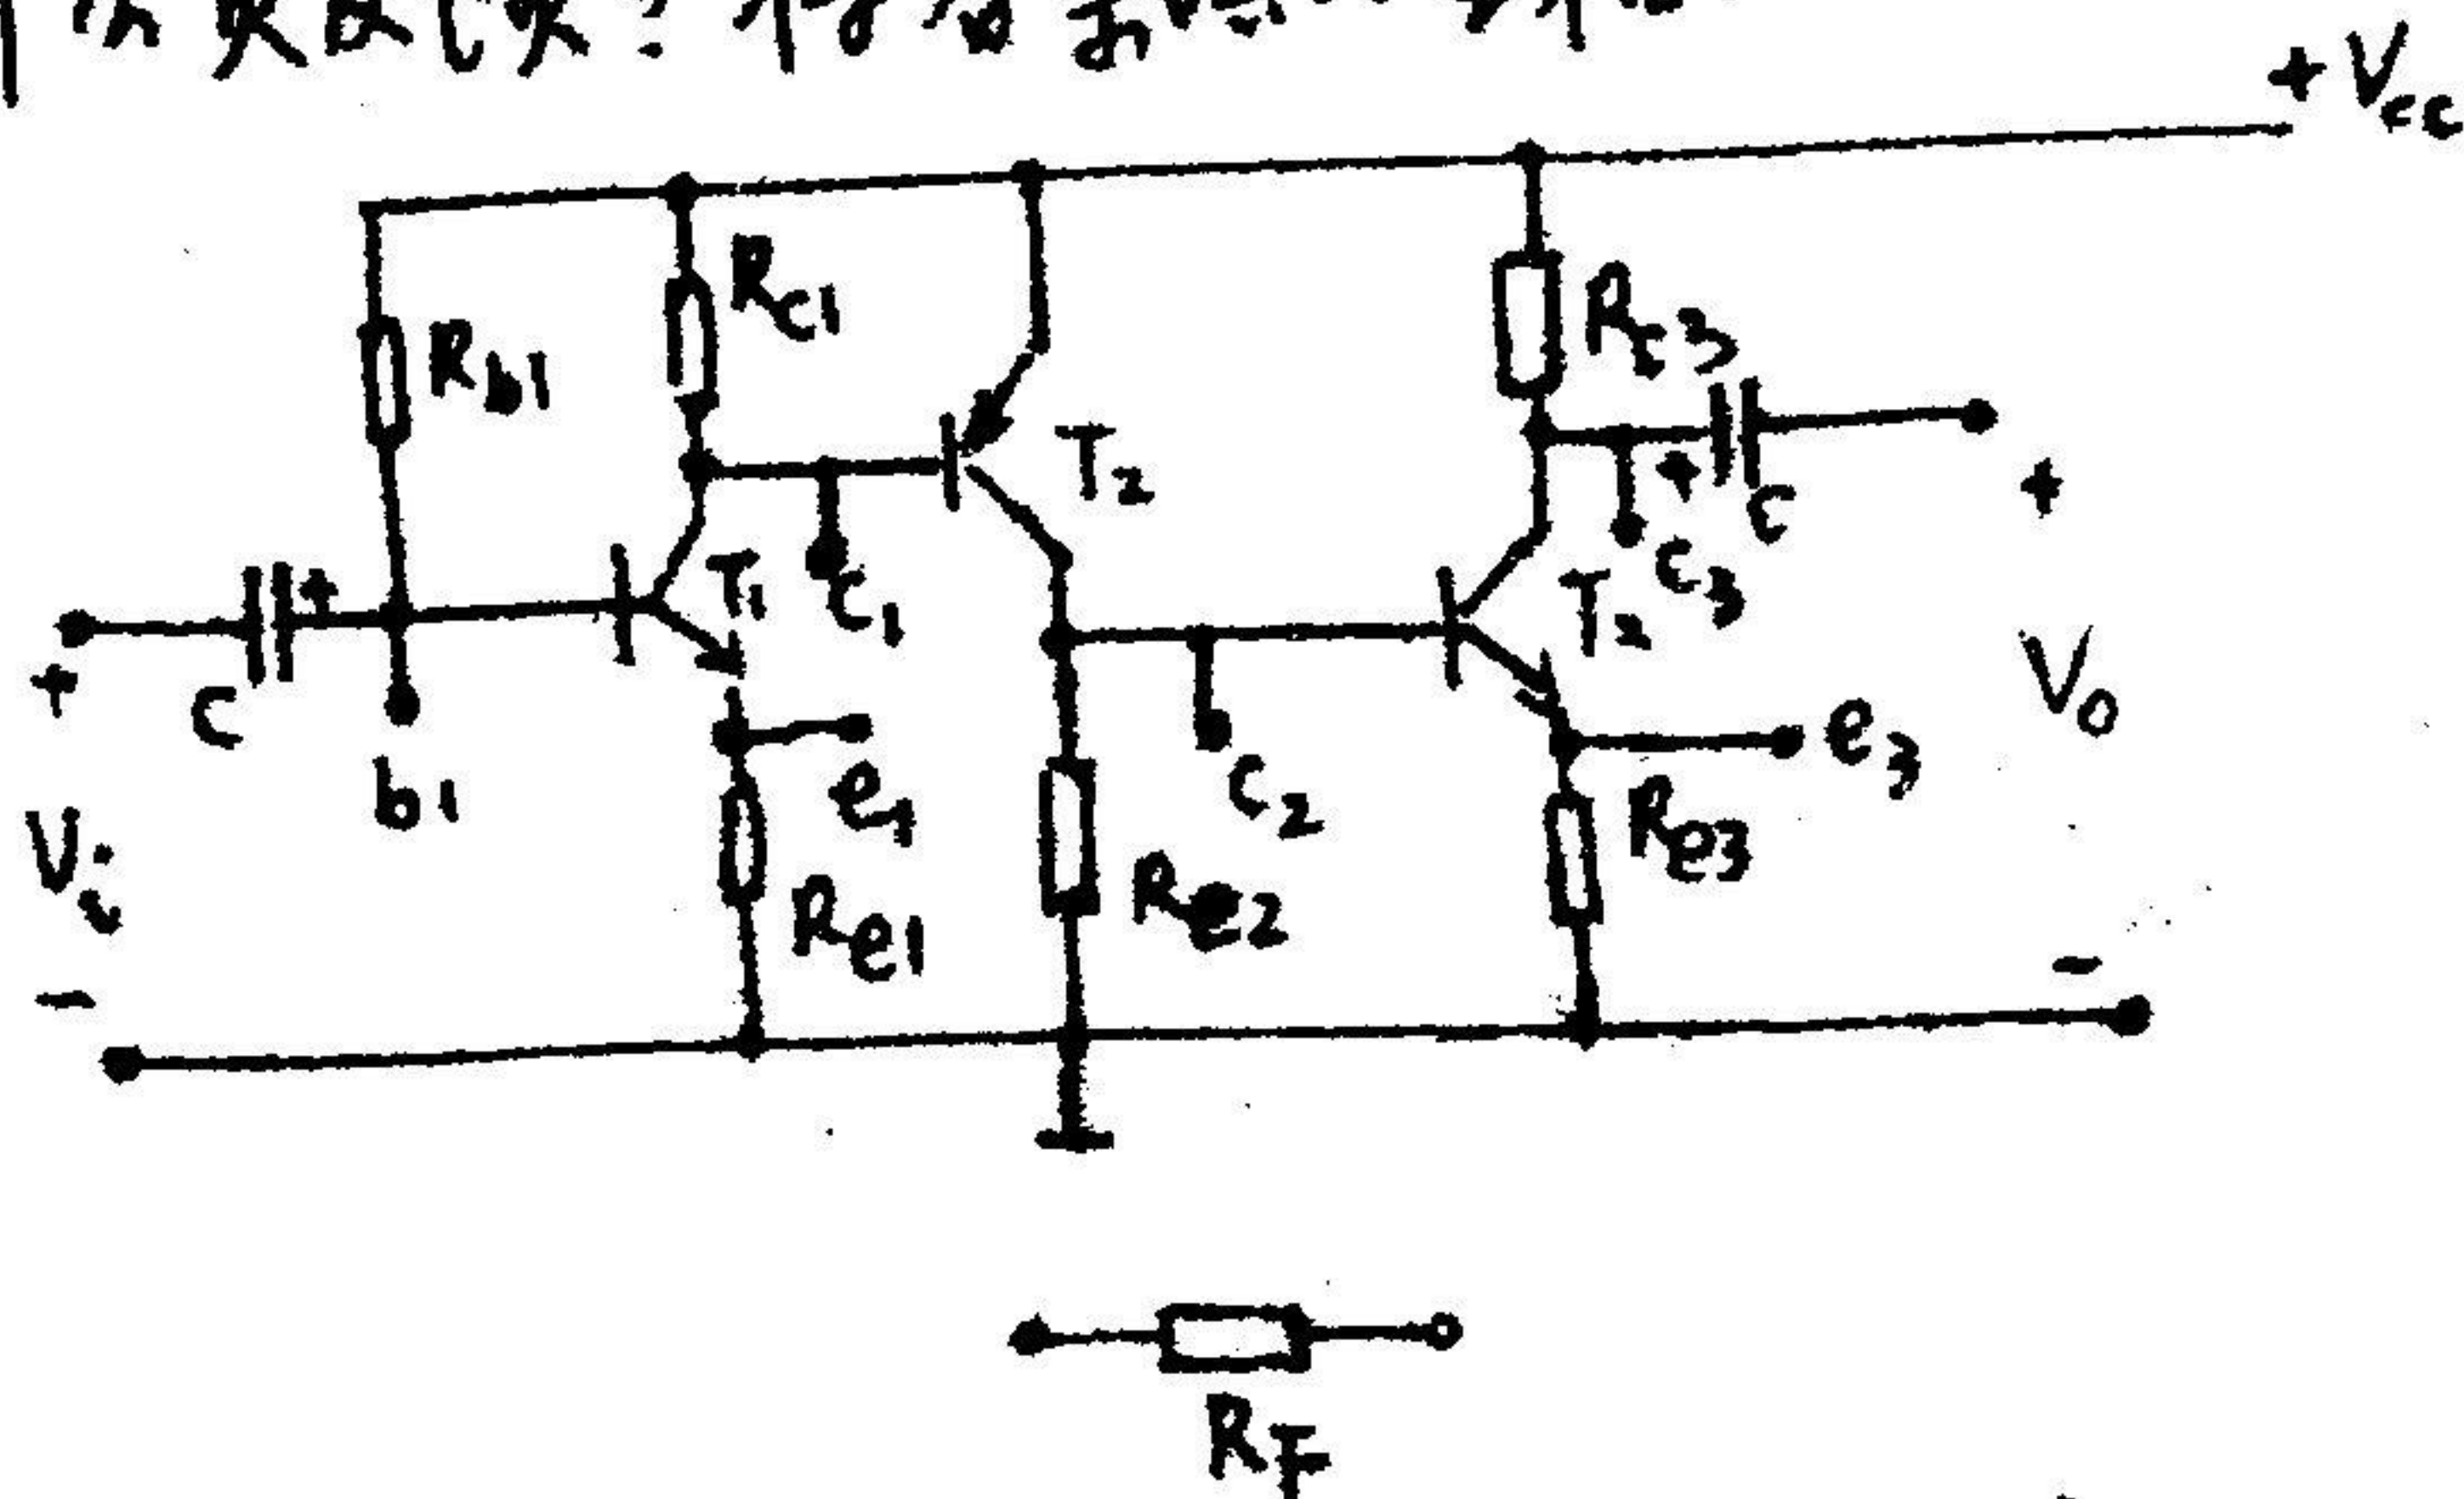 + Vcc
Rc1
Rb1
Rc3
T2
+
C
+
T1
c1
T2
c3
+
+
C
b1
e1
c2
e3
Vo
Vi
Re1
Re2
Re3
-
-
RF